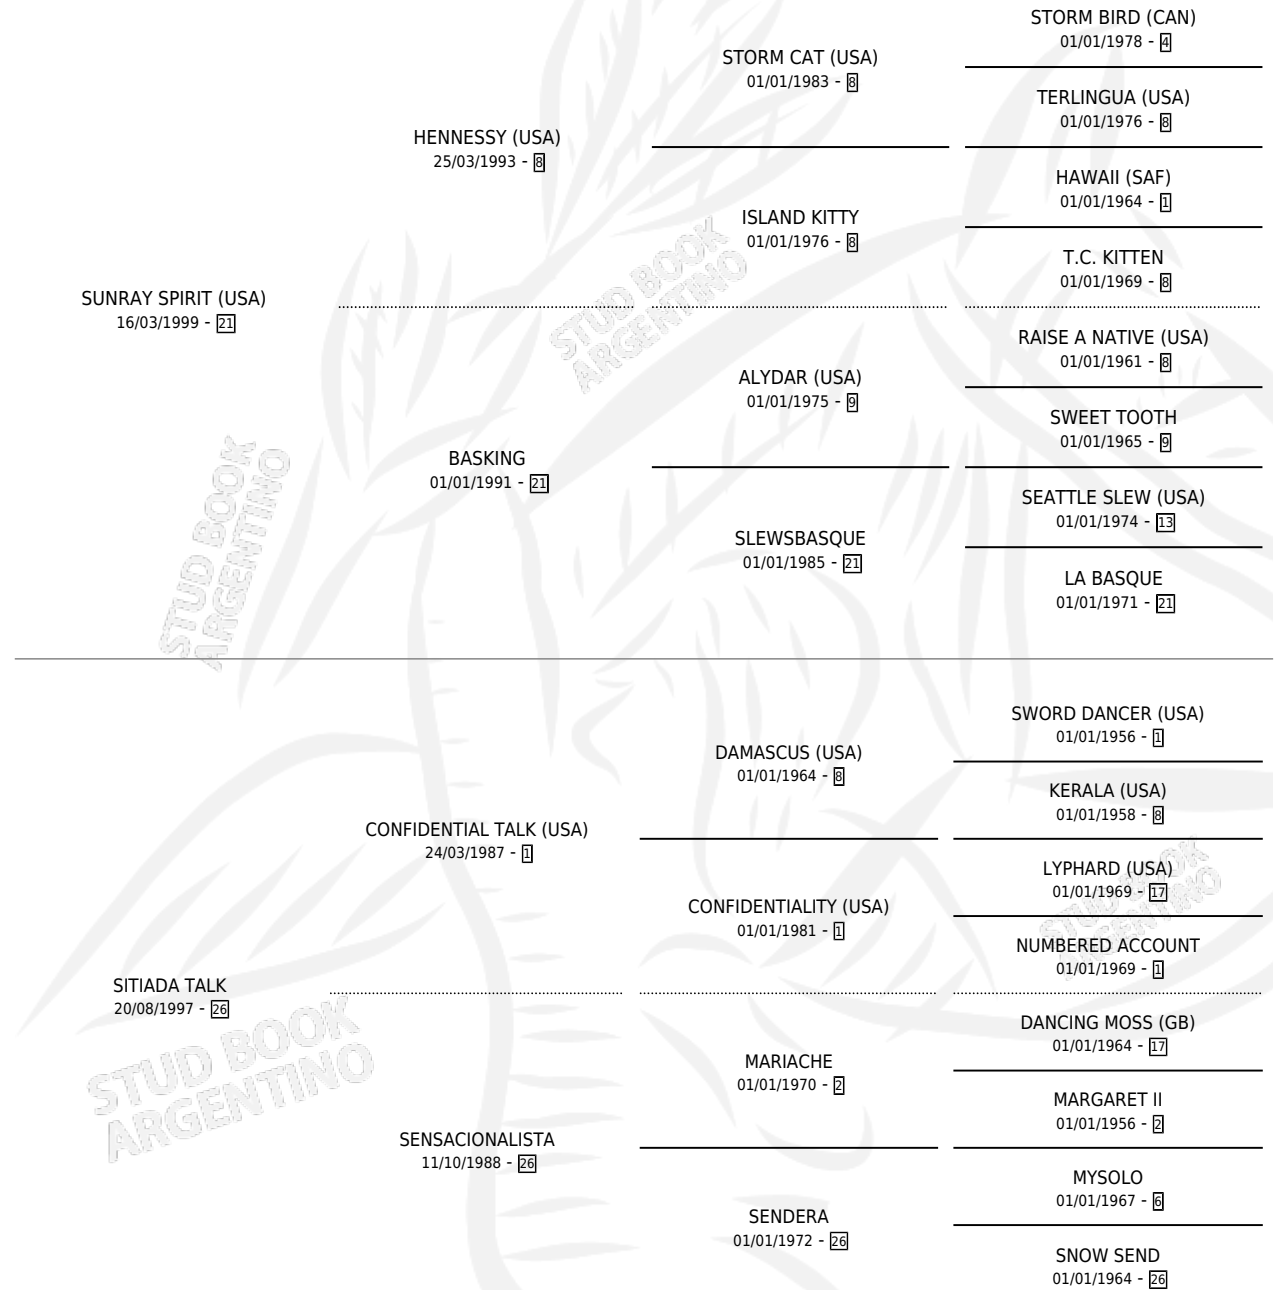 STORM BIRD (CAN)
01/01/1978 - 4
STORM CAT (USA)
01/01/1983 - 8
TERLINGUA (USA)
01/01/1976 - 8
HENNESSY (USA)
25/03/1993 - 8
HAWAII (SAF)
01/01/1964 - 1
ISLAND KITTY
01/01/1976 - 8
T.C. KITTEN
01/01/1969 - 8
SUNRAY SPIRIT (USA)
16/03/1999 - 21
RAISE A NATIVE (USA)
01/01/1961 - 8
ALYDAR (USA)
01/01/1975 - 9
SWEET TOOTH
01/01/1965 - 9
BASKING
01/01/1991 - 21
SEATTLE SLEW (USA)
01/01/1974 - 13
SLEWSBASQUE
01/01/1985 - 21
LA BASQUE
01/01/1971 - 21
SWORD DANCER (USA)
01/01/1956 - 1
DAMASCUS (USA)
01/01/1964 - 8
KERALA (USA)
01/01/1958 - 8
CONFIDENTIAL TALK (USA)
24/03/1987 - 1
LYPHARD (USA)
01/01/1969 - 17
CONFIDENTIALITY (USA)
01/01/1981 - 1
NUMBERED ACCOUNT
01/01/1969 - 1
SITIADA TALK
20/08/1997 - 26
DANCING MOSS (GB)
01/01/1964 - 17
MARIACHE
01/01/1970 - 2
MARGARET II
01/01/1956 - 2
SENSACIONALISTA
11/10/1988 - 26
MYSOLO
01/01/1967 - 6
SENDERA
01/01/1972 - 26
SNOW SEND
01/01/1964 - 26
STUD BOOK
ARGENTINO
STUD BOOK
ARGENTINO
STUD BOOK
ARGENTINO
STUD BOOK
ARGENTINO